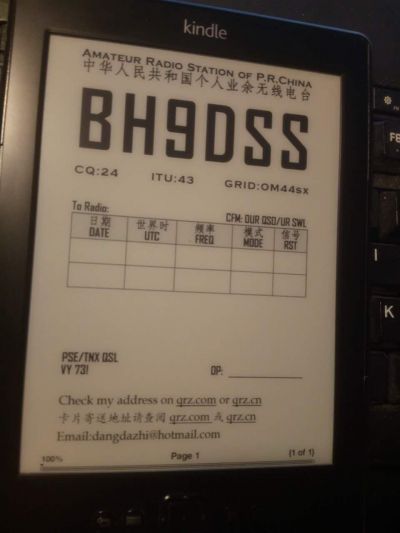 kindle
AMATEUR RADIO STATION OF P.R.CHINA
中华人民共和国个人业余无线电台
BH9DSS
CQ:24 ITU:43 GRID:OM44sx
To Radio: CFM: OUR QSO/UR SWL
日期 世界时 频率 模式 信号
DATE UTC FREQ MODE RST
PSE/TNX QSL
VY 73! OP:
Check my address on qrz.com or qrz.cn
卡片寄送地址请查阅 qrz.com 或 qrz.cn
Email:dangdazhi@hotmail.com
100% Page 1 (1 of 1)
F8
I
K